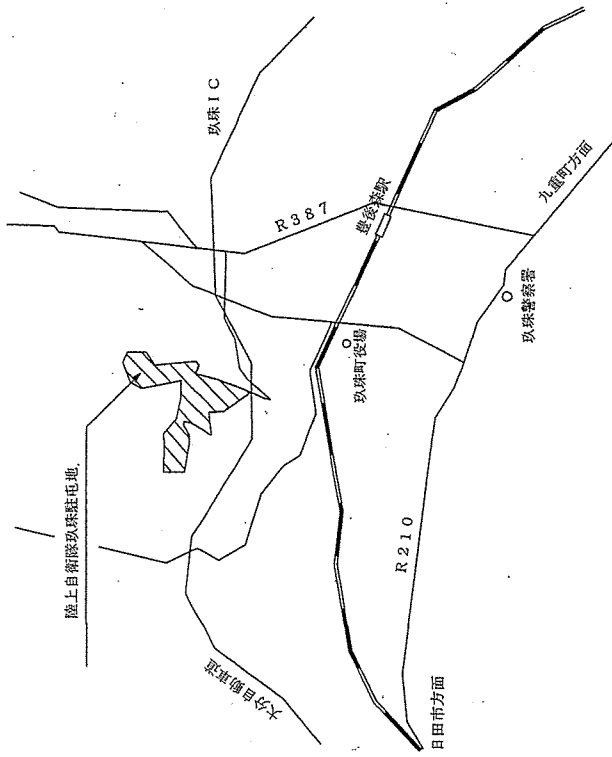 陸上自衛隊玖珠駐屯地
玖珠IC
R387
豊後森駅
九重町方面
玖珠警察署
玖珠町役場
R210
大分自動車道
日田市方面